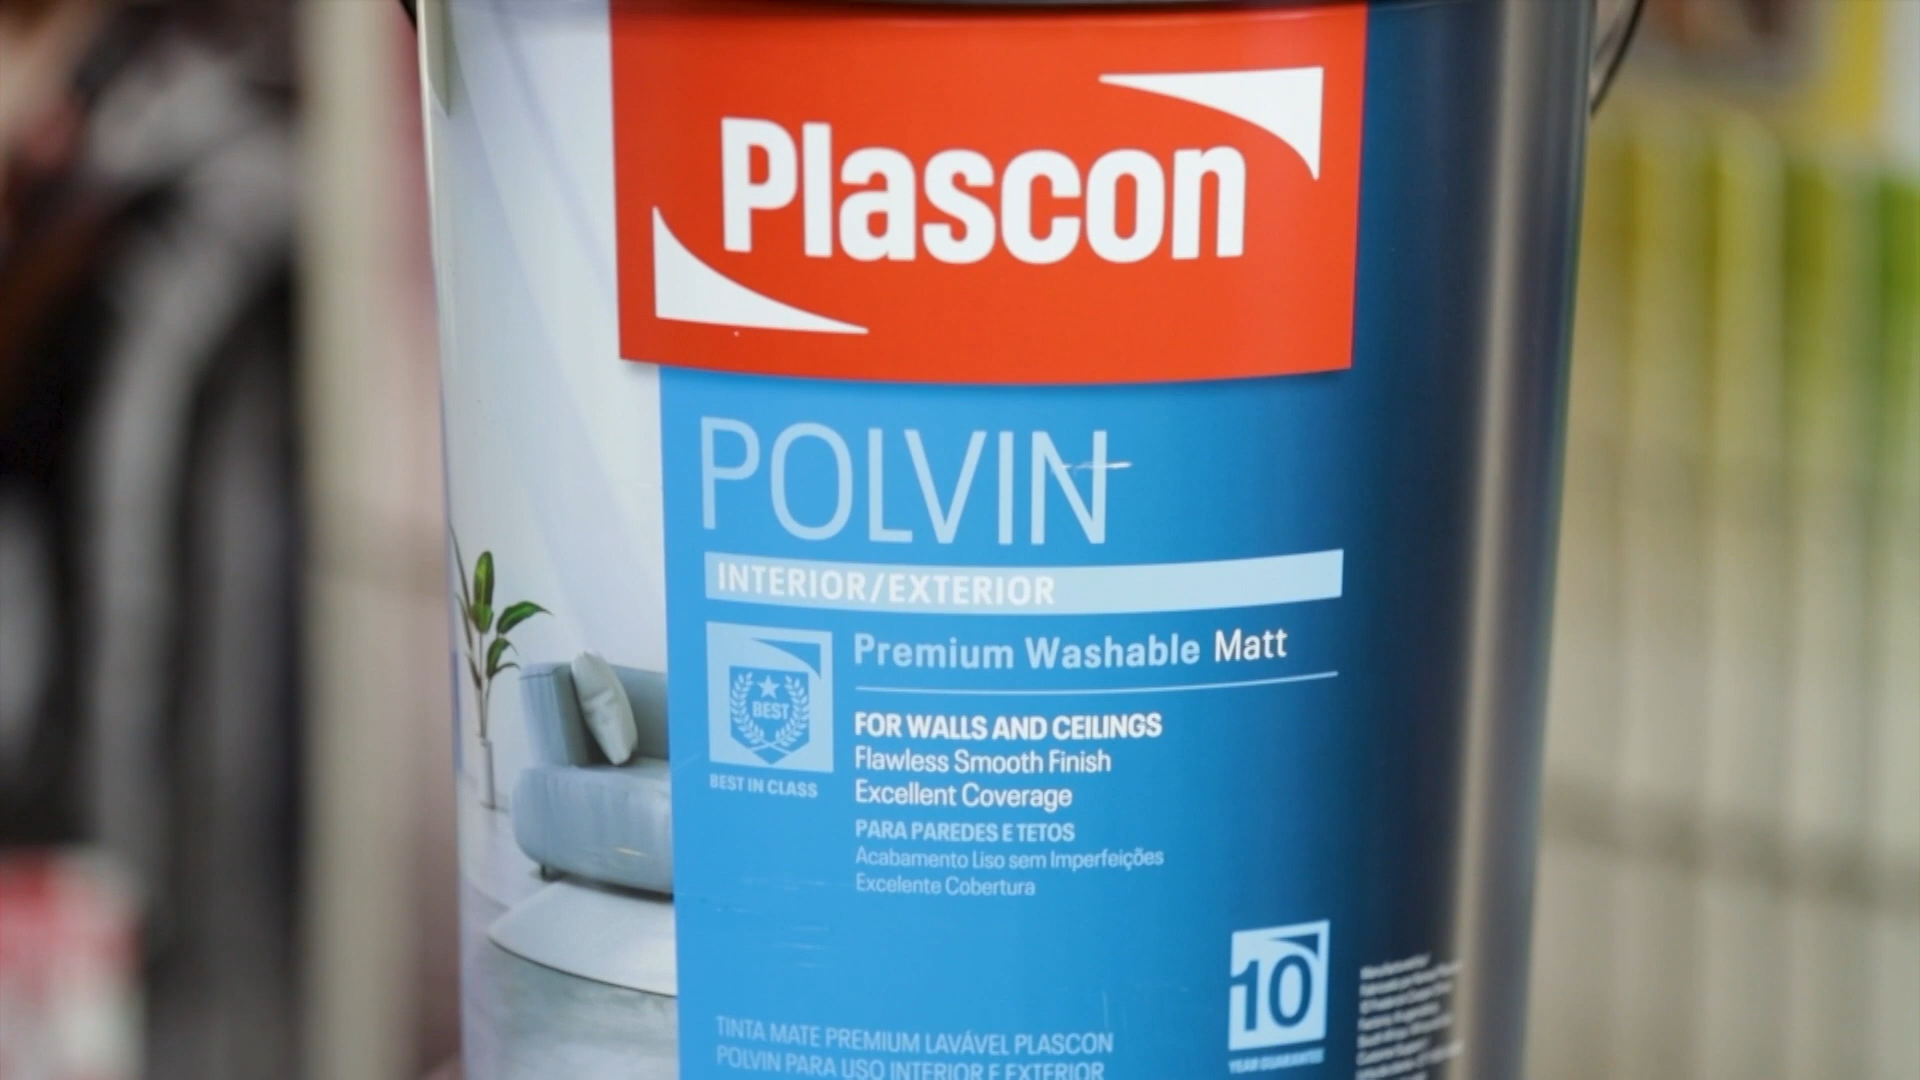 Plascon
POLVIN
INTERIOR/EXTERIOR
Premium Washable Matt
BEST
BEST IN CLASS
FOR WALLS AND CEILINGS
Flawless Smooth Finish
Excellent Coverage
PARA PAREDES E TETOS
Acabamento Liso sem Imperfeições
Excelente Cobertura
10
YEAR GUARANTEE
TINTA MATE PREMIUM LAVÁVEL PLASCON
POLVIN PARA USO INTERIOR E EXTERIOR